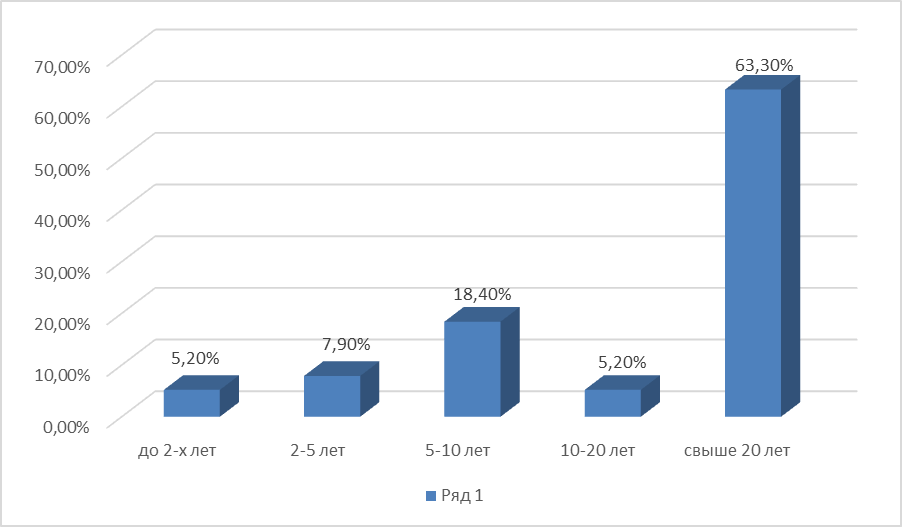 70,00%
60,00%
50,00%
40,00%
30,00%
20,00%
10,00%
0,00%
5,20%
7,90%
18,40%
5,20%
63,30%
до 2-х лет
2-5 лет
5-10 лет
10-20 лет
свыше 20 лет
Ряд 1